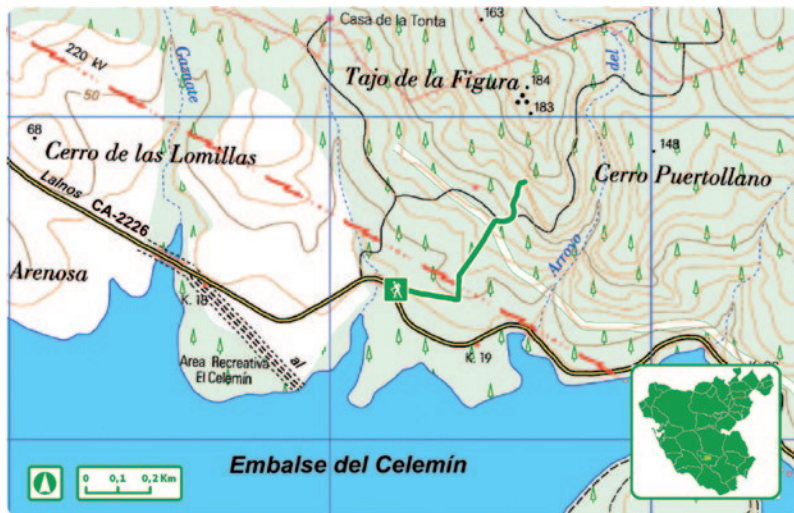 Casa de la Tonta
163
220 kv
Gaznate
50
Tajo de la Figura
184
183
del
68
Cerro de las Lomillas
148
Cerro Puertollano
Lainos
CA-2226
Arenosa
K. 18
Arroyo
K. 19
Area Recreativa
El Celemín
al
Embalse del Celemín
0 0,1 0,2 Km